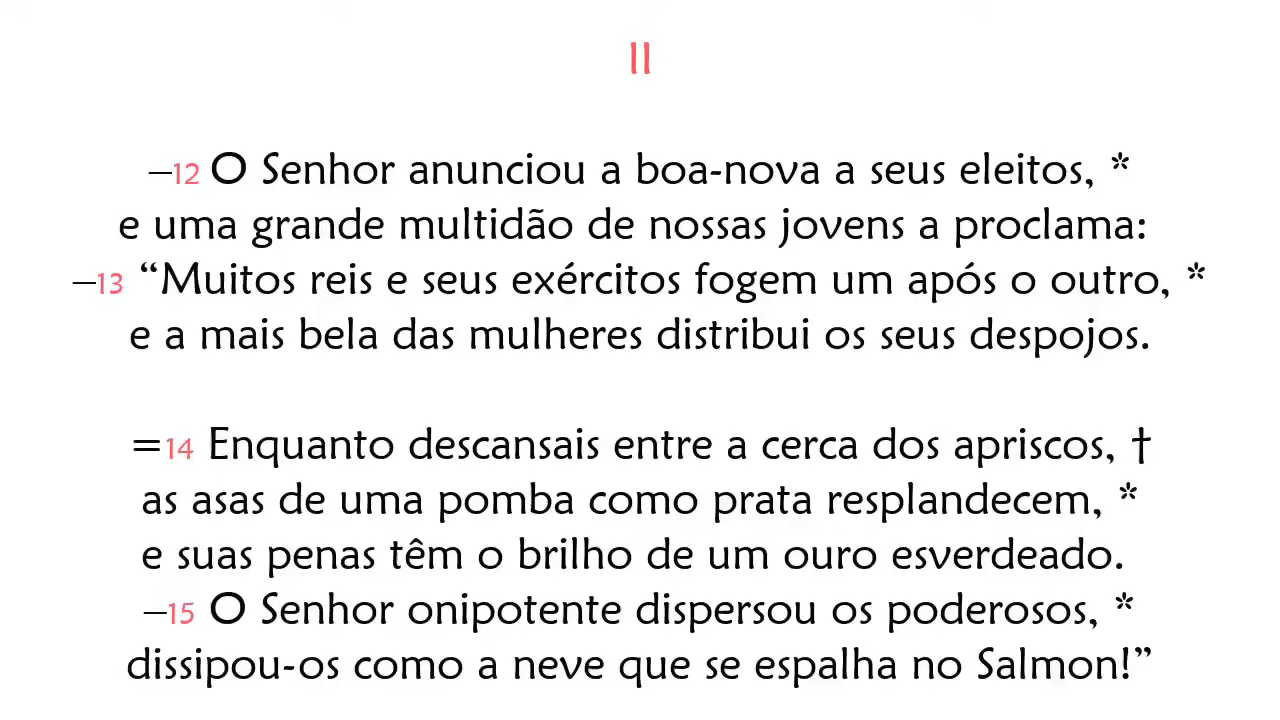 II
–12 O Senhor anunciou a boa-nova a seus eleitos, *
e uma grande multidão de nossas jovens a proclama:
–13 “Muitos reis e seus exércitos fogem um após o outro, *
e a mais bela das mulheres distribui os seus despojos.
=14 Enquanto descansais entre a cerca dos apriscos, †
as asas de uma pomba como prata resplandecem, *
e suas penas têm o brilho de um ouro esverdeado.
–15 O Senhor onipotente dispersou os poderosos, *
dissipou-os como a neve que se espalha no Salmon!”